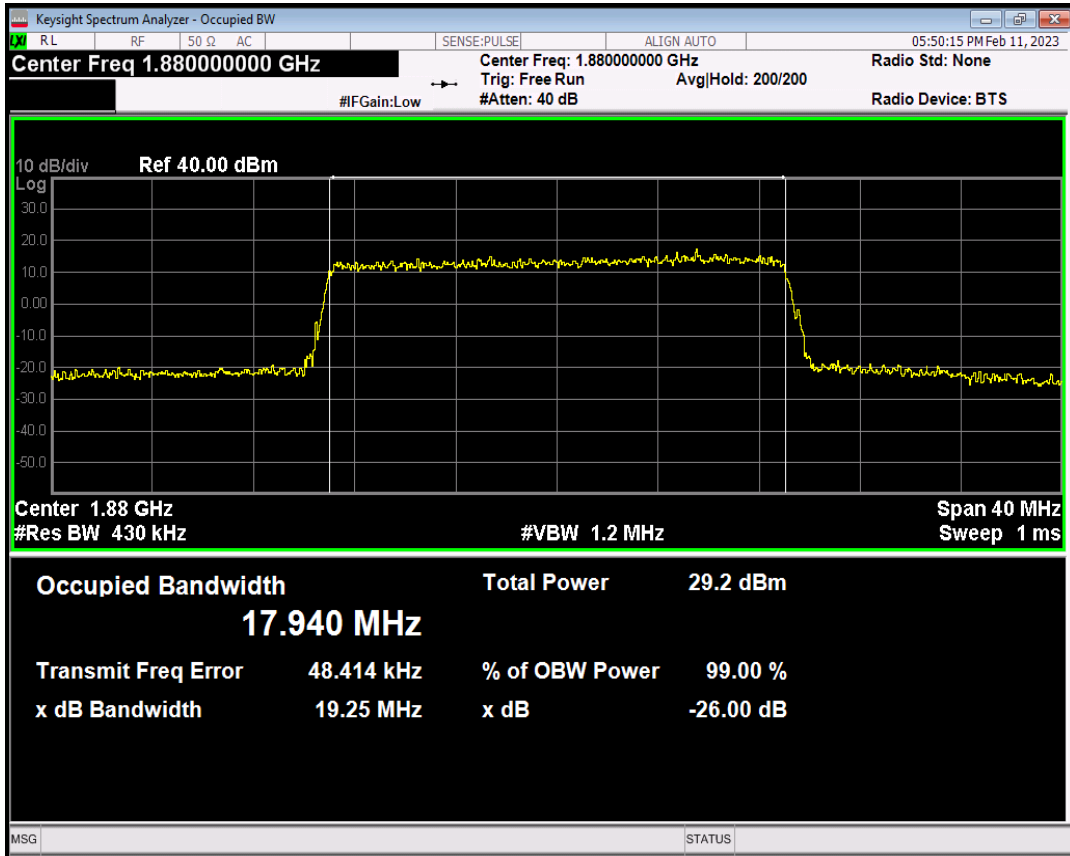 Keysight Spectrum Analyzer - Occupied BW
LXI RL RF 50 Ω AC SENSE:PULSE ALIGN AUTO 05:50:15 PM Feb 11, 2023
Center Freq 1.880000000 GHz Center Freq: 1.880000000 GHz Radio Std: None
Trig: Free Run Avg|Hold: 200/200
#IFGain:Low #Atten: 40 dB Radio Device: BTS
10 dB/div Ref 40.00 dBm
Log
30.0
20.0
10.0
0.00
-10.0
-20.0
-30.0
-40.0
-50.0
Center 1.88 GHz Span 40 MHz
#Res BW 430 kHz #VBW 1.2 MHz Sweep 1 ms
Occupied Bandwidth Total Power 29.2 dBm
17.940 MHz
Transmit Freq Error 48.414 kHz % of OBW Power 99.00 %
x dB Bandwidth 19.25 MHz x dB -26.00 dB
MSG STATUS